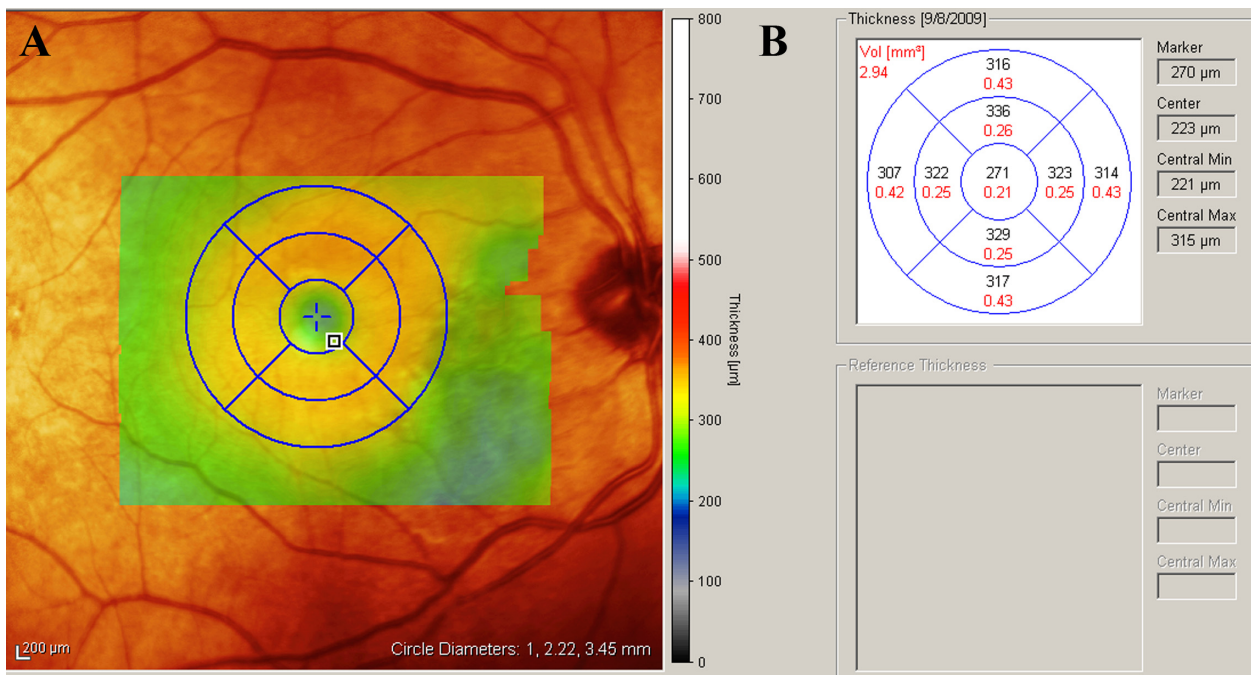 A
200 µm
Circle Diameters: 1, 2.22, 3.45 mm
800
700
600
500
400
300
200
100
0
Thickness [µm]
B
Thickness [9/8/2009]
Vol [mm³]
2.94
316
0.43
336
0.26
307 322 271 323 314
0.42 0.25 0.21 0.25 0.43
329
0.25
317
0.43
Marker
270 µm
Center
223 µm
Central Min
221 µm
Central Max
315 µm
Reference Thickness
Marker
Center
Central Min
Central Max